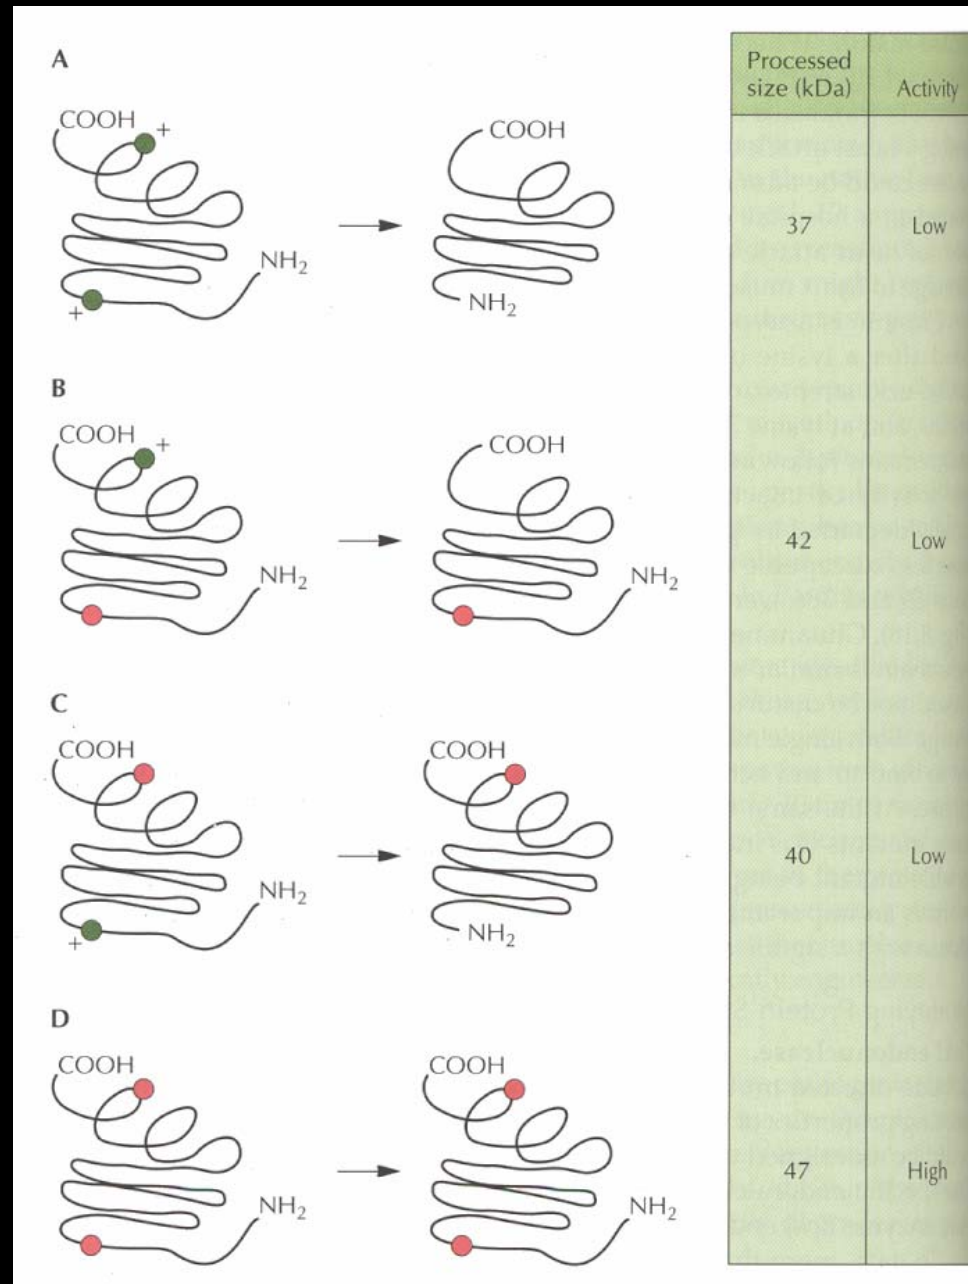 Processed
size (kDa)
Activity
A
COOH
+
NH2
+
COOH
NH2
37
Low
B
COOH
+
NH2
COOH
NH2
42
Low
C
COOH
NH2
+
COOH
NH2
40
Low
D
COOH
NH2
COOH
NH2
47
High